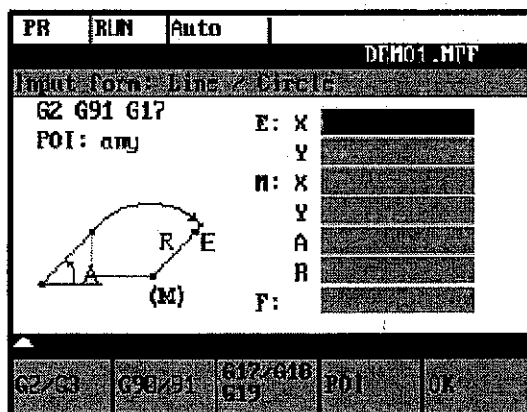 PR RUN Auto
DEMO1.MPF
Input form: Line / Circle
G2 G91 G17
POI: any
E: X
Y
M: X
Y
A
R
F:
R E
A
(M)
G2/G3 G90/91 G17/G18 G19 POI OK